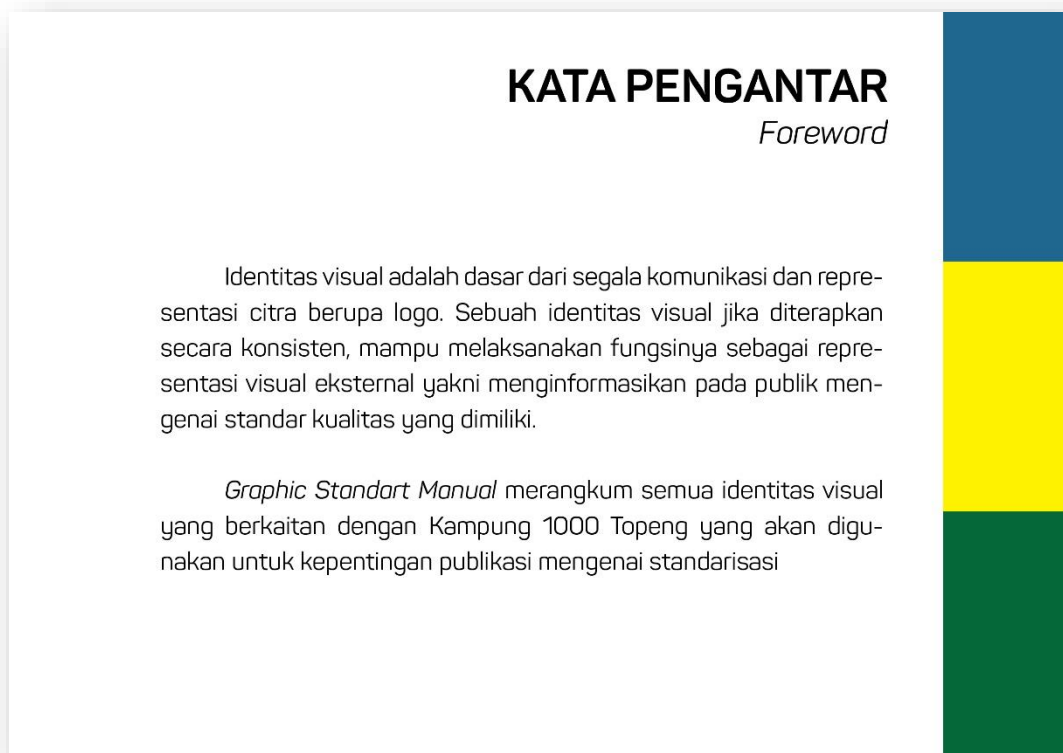 KATA PENGANTAR
Foreword
Identitas visual adalah dasar dari segala komunikasi dan repre-
sentasi citra berupa logo. Sebuah identitas visual jika diterapkan
secara konsisten, mampu melaksanakan fungsinya sebagai repre-
sentasi visual eksternal yakni menginformasikan pada publik men-
genai standar kualitas yang dimiliki.
Graphic Standart Manual merangkum semua identitas visual
yang berkaitan dengan Kampung 1000 Topeng yang akan digu-
nakan untuk kepentingan publikasi mengenai standarisasi